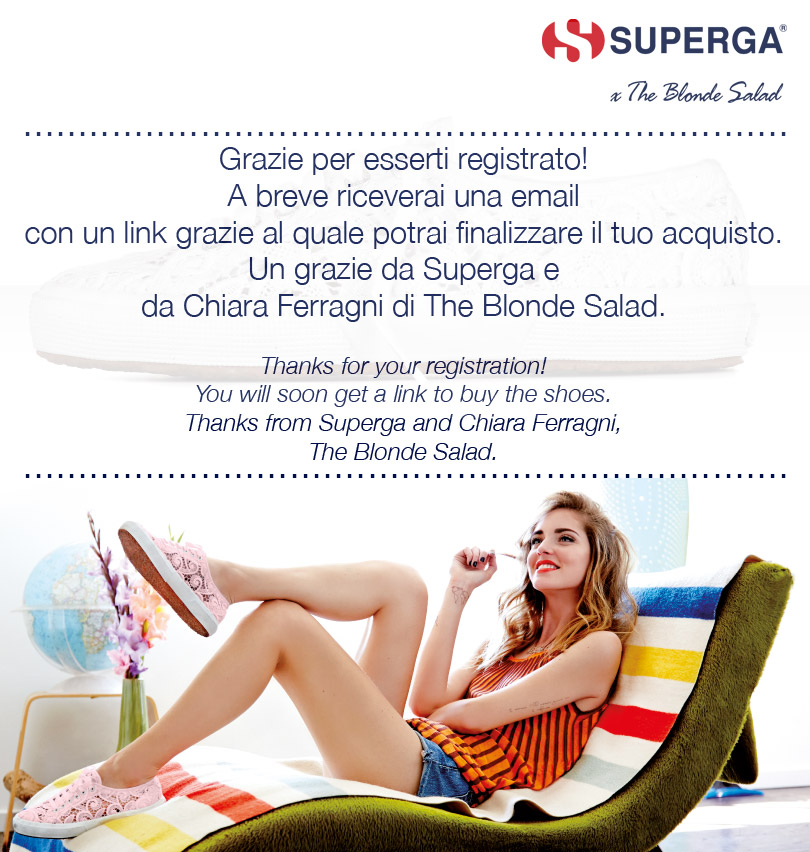 SUPERGA®
x The Blonde Salad
Grazie per esserti registrato!
A breve riceverai una email
con un link grazie al quale potrai finalizzare il tuo acquisto.
Un grazie da Superga e
da Chiara Ferragni di The Blonde Salad.
Thanks for your registration!
You will soon get a link to buy the shoes.
Thanks from Superga and Chiara Ferragni,
The Blonde Salad.